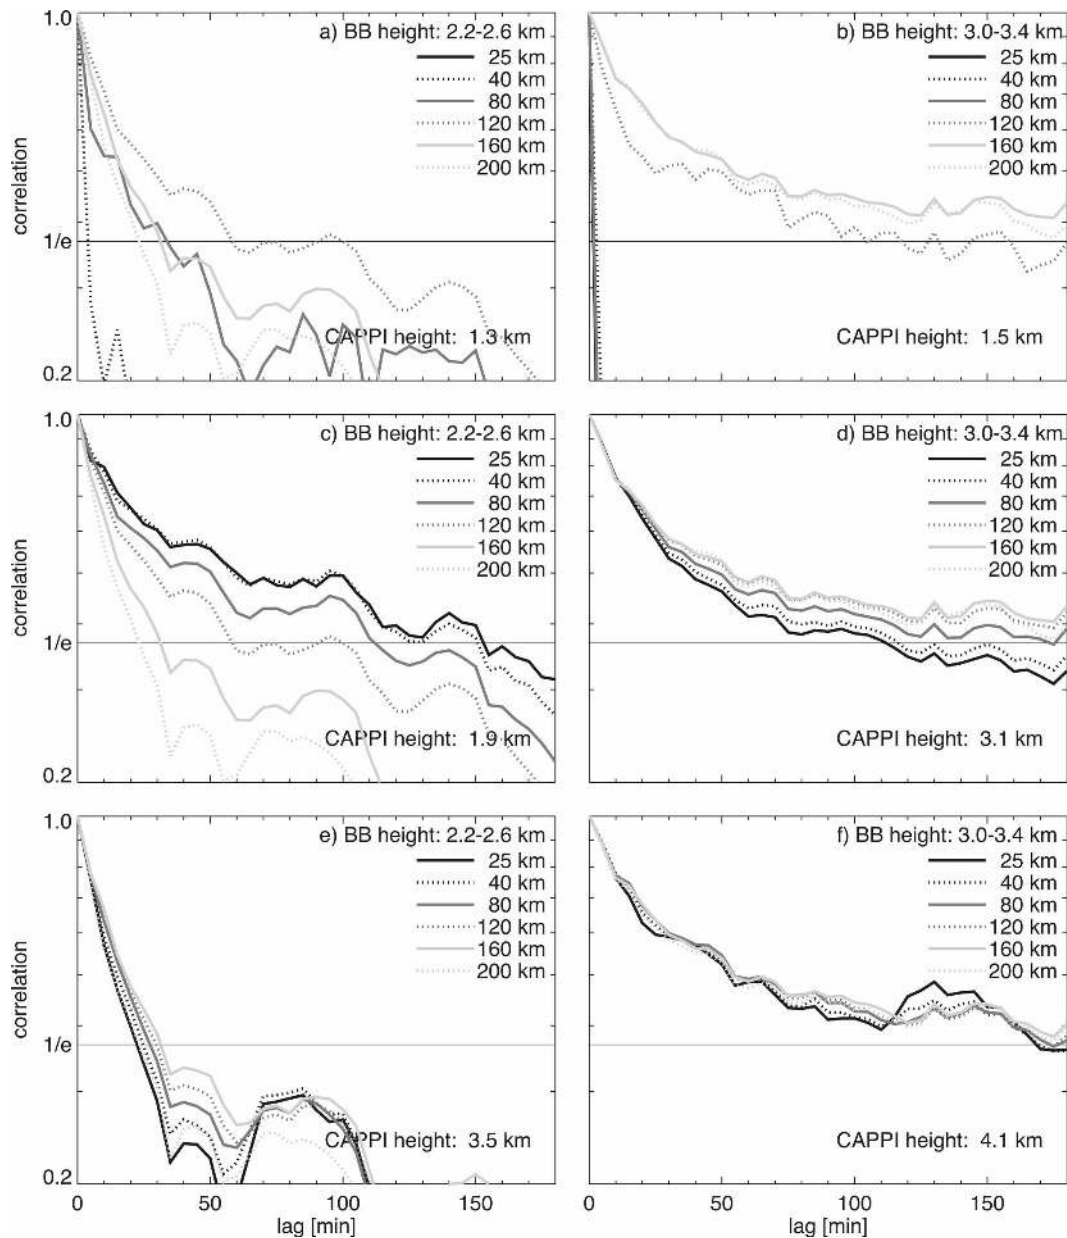 1.0
a) BB height: 2.2-2.6 km
25 km
40 km
80 km
120 km
160 km
200 km
correlation
1/e
CAPPI height: 1.3 km
0.2
b) BB height: 3.0-3.4 km
25 km
40 km
80 km
120 km
160 km
200 km
CAPPI height: 1.5 km
1.0
c) BB height: 2.2-2.6 km
25 km
40 km
80 km
120 km
160 km
200 km
correlation
1/e
CAPPI height: 1.9 km
0.2
d) BB height: 3.0-3.4 km
25 km
40 km
80 km
120 km
160 km
200 km
CAPPI height: 3.1 km
1.0
e) BB height: 2.2-2.6 km
25 km
40 km
80 km
120 km
160 km
200 km
correlation
1/e
CAPPI height: 3.5 km
0.2
0 50 100 150
lag [min]
f) BB height: 3.0-3.4 km
25 km
40 km
80 km
120 km
160 km
200 km
CAPPI height: 4.1 km
0 50 100 150
lag [min]